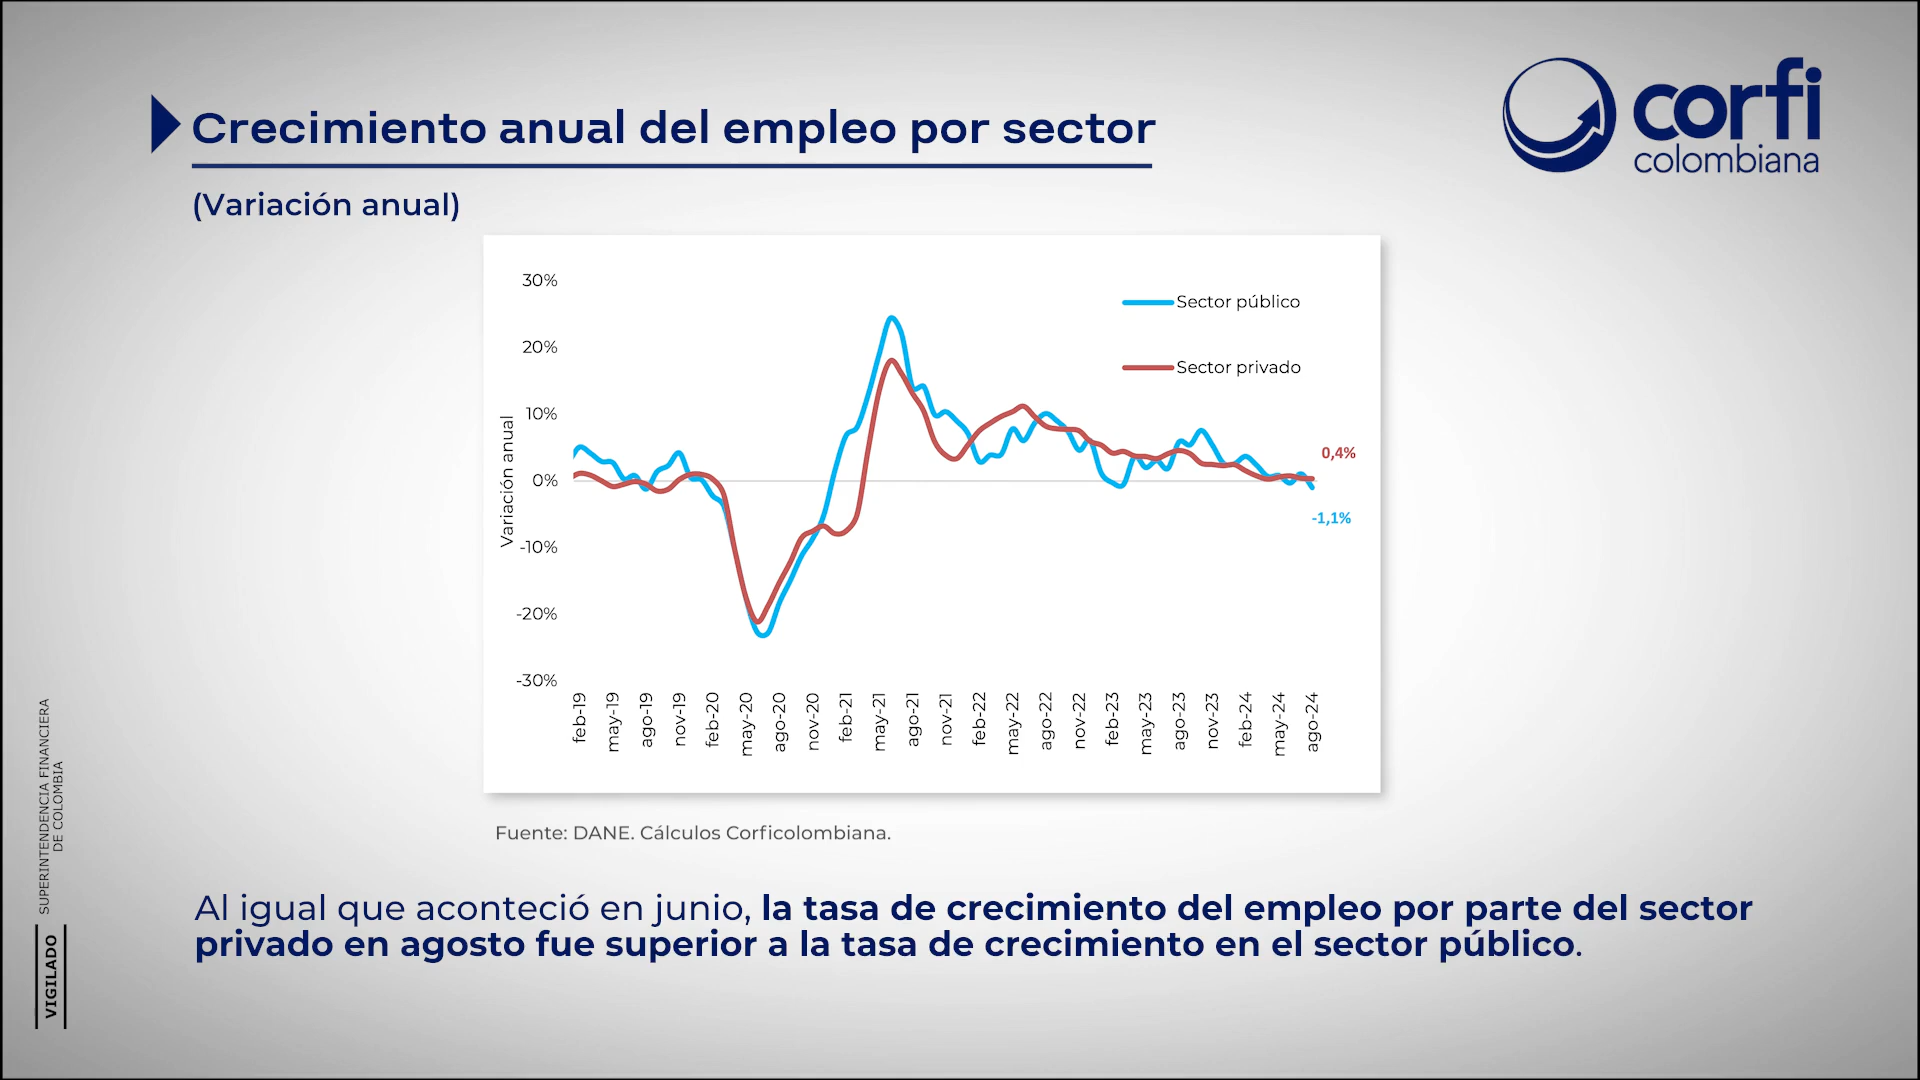 Crecimiento anual del empleo por sector
corfi
colombiana
(Variación anual)
30%
20%
10%
0%
-10%
-20%
-30%
Variación anual
Sector público
Sector privado
0,4%
-1,1%
feb-19
may-19
ago-19
nov-19
feb-20
may-20
ago-20
nov-20
feb-21
may-21
ago-21
nov-21
feb-22
may-22
ago-22
nov-22
feb-23
may-23
ago-23
nov-23
feb-24
may-24
ago-24
Fuente: DANE. Cálculos Corficolombiana.
Al igual que aconteció en junio, la tasa de crecimiento del empleo por parte del sector
privado en agosto fue superior a la tasa de crecimiento en el sector público.
VIGILADO
SUPERINTENDENCIA FINANCIERA
DE COLOMBIA